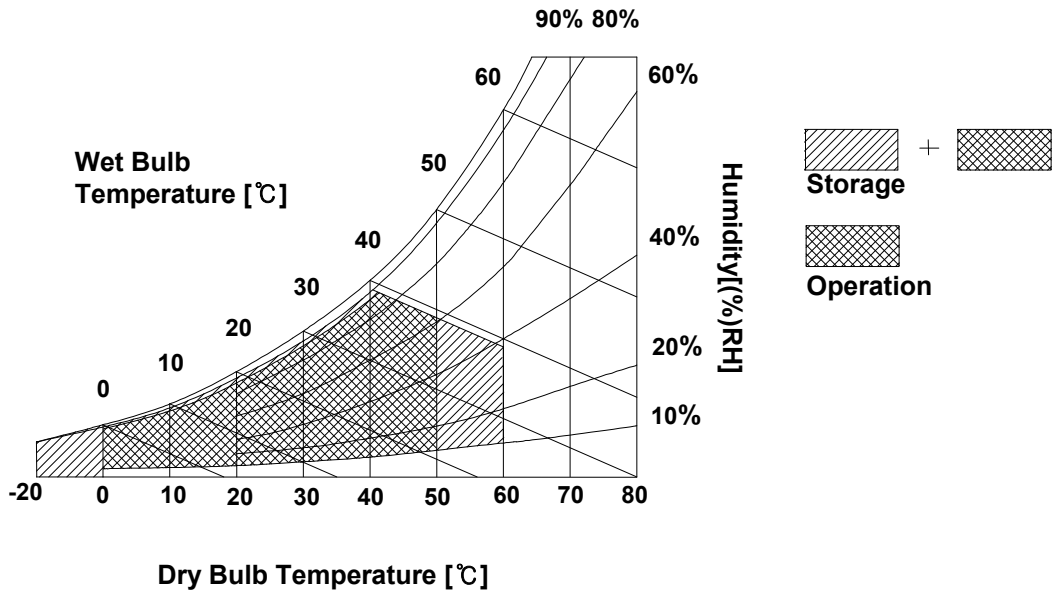 90% 80%
60
60%
50
Wet Bulb
Temperature [℃]
Storage
+
40
40%
30
Operation
20
Humidity[(%)RH]
20%
10
0
10%
-20 0 10 20 30 40 50 60 70 80
Dry Bulb Temperature [℃]